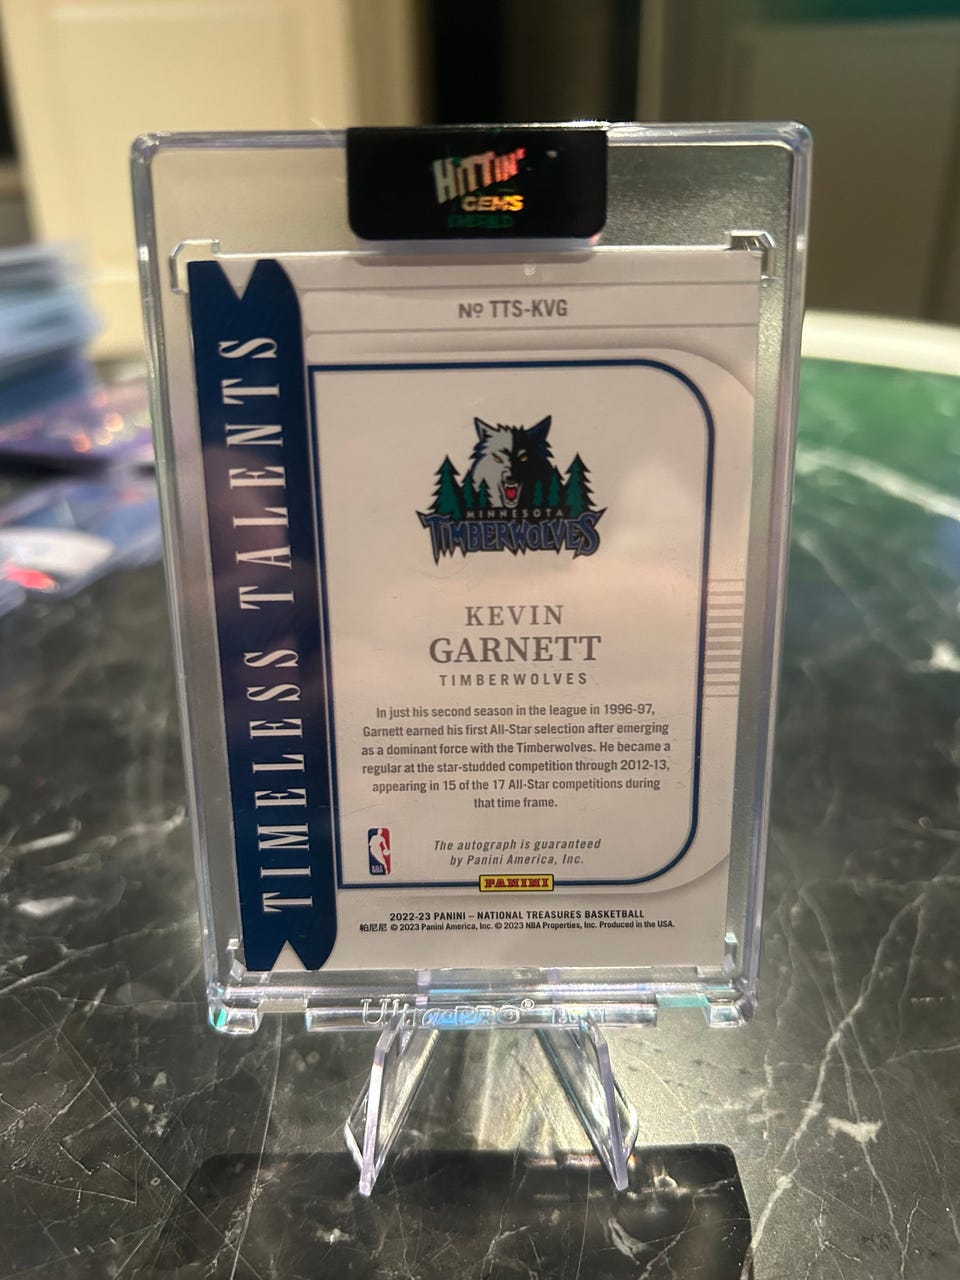 HiTTiN'
GEMS
EMERALD
Nº TTS-KVG
TIMELESS TALENTS
MINNESOTA
TIMBERWOLVES
KEVIN
GARNETT
TIMBERWOLVES
In just his second season in the league in 1996-97,
Garnett earned his first All-Star selection after emerging
as a dominant force with the Timberwolves. He became a
regular at the star-studded competition through 2012-13,
appearing in 15 of the 17 All-Star competitions during
that time frame.
The autograph is guaranteed
by Panini America, Inc.
NBA
PANINI
2022-23 PANINI – NATIONAL TREASURES BASKETBALL
帕尼尼 © 2023 Panini America, Inc. © 2023 NBA Properties, Inc. Produced in the USA.
Ultra•PRO®